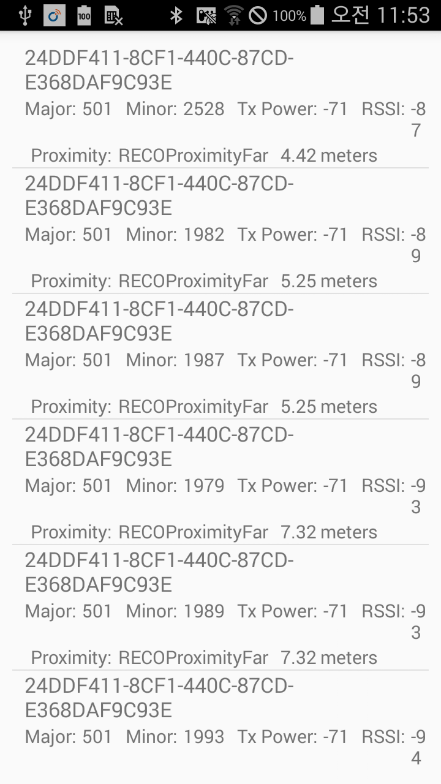 100 100% 오전 11:53
24DDF411-8CF1-440C-87CD-
E368DAF9C93E
Major: 501 Minor: 2528 Tx Power: -71 RSSI: -8
7
Proximity: RECOProximityFar 4.42 meters
24DDF411-8CF1-440C-87CD-
E368DAF9C93E
Major: 501 Minor: 1982 Tx Power: -71 RSSI: -8
9
Proximity: RECOProximityFar 5.25 meters
24DDF411-8CF1-440C-87CD-
E368DAF9C93E
Major: 501 Minor: 1987 Tx Power: -71 RSSI: -8
9
Proximity: RECOProximityFar 5.25 meters
24DDF411-8CF1-440C-87CD-
E368DAF9C93E
Major: 501 Minor: 1979 Tx Power: -71 RSSI: -9
3
Proximity: RECOProximityFar 7.32 meters
24DDF411-8CF1-440C-87CD-
E368DAF9C93E
Major: 501 Minor: 1989 Tx Power: -71 RSSI: -9
3
Proximity: RECOProximityFar 7.32 meters
24DDF411-8CF1-440C-87CD-
E368DAF9C93E
Major: 501 Minor: 1993 Tx Power: -71 RSSI: -9
4